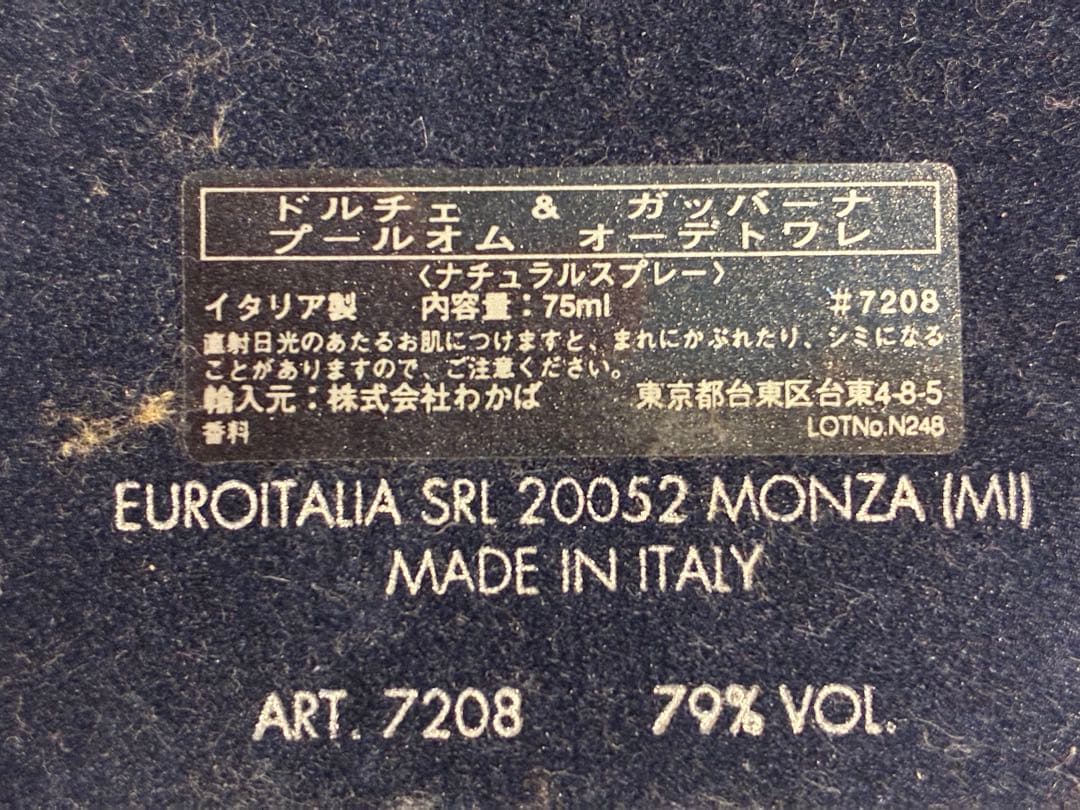 ドルチェ & ガッバーナ
プールオム オーデトワレ
〈ナチュラルスプレー〉
イタリア製 内容量：75ml #7208
直射日光のあたるお肌につけますと、まれにかぶれたり、シミになる
ことがありますので、ご注意ください。
輸入元：株式会社わかば 東京都台東区台東4-8-5
香料 LOTNo.N248
EUROITALIA SRL 20052 MONZA (MI)
MADE IN ITALY
ART. 7208 79% VOL.